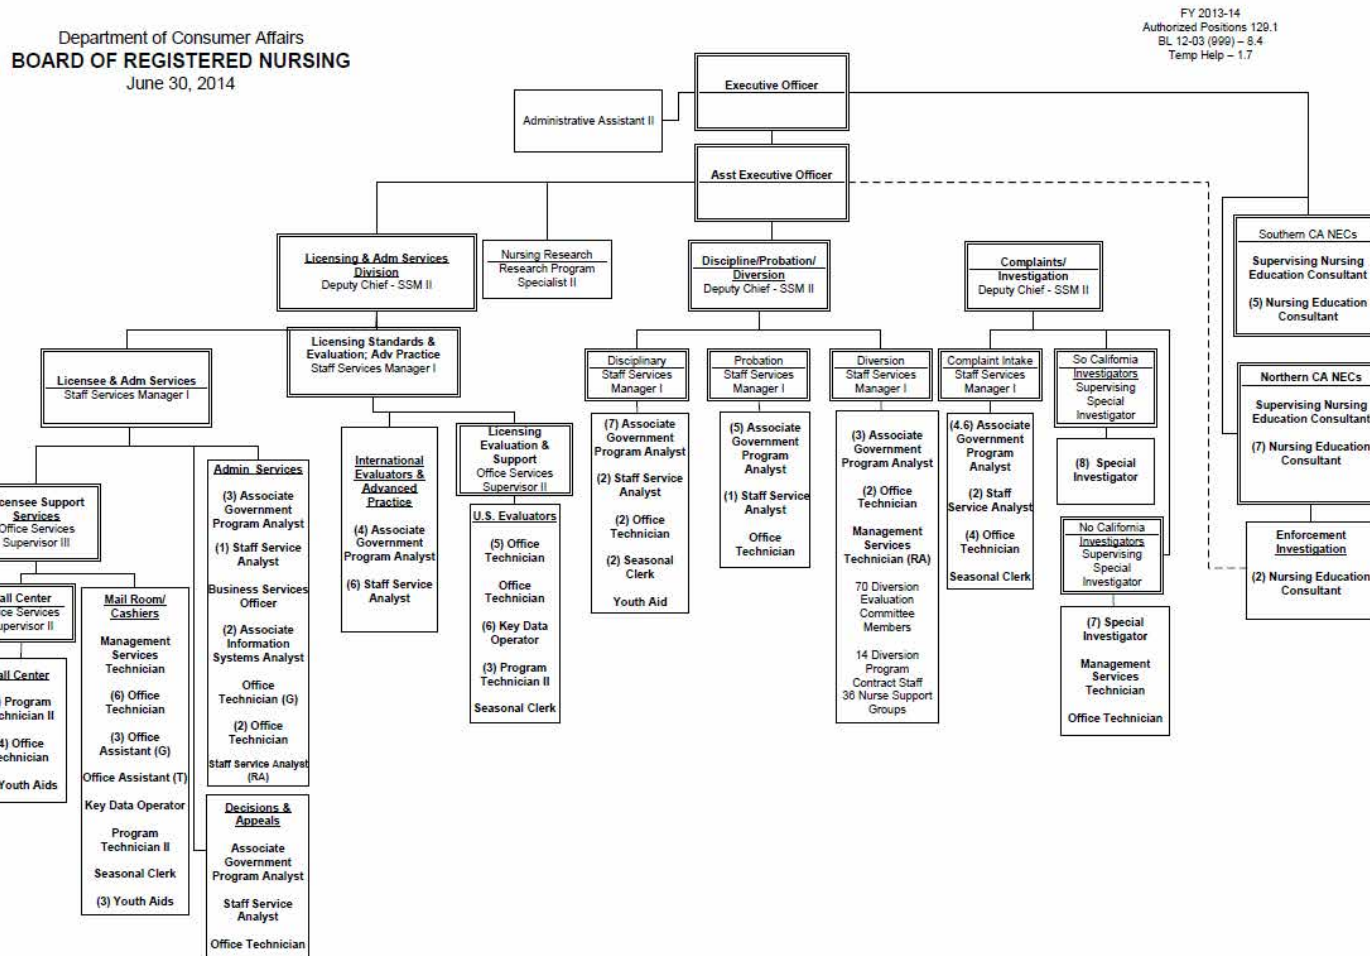 Department of Consumer Affairs
BOARD OF REGISTERED NURSING
June 30, 2014
FY 2013-14
Authorized Positions 129.1
BL 12-03 (999) – 8.4
Temp Help – 1.7
Executive Officer
Administrative Assistant II
Asst Executive Officer
Licensing & Adm Services
Division
Deputy Chief - SSM II
Nursing Research
Research Program
Specialist II
Discipline/Probation/
Diversion
Deputy Chief - SSM II
Complaints/
Investigation
Deputy Chief - SSM II
Southern CA NECs
Supervising Nursing
Education Consultant
(5) Nursing Education
Consultant
Northern CA NECs
Supervising Nursing
Education Consultant
(7) Nursing Education
Consultant
Enforcement
Investigation
(2) Nursing Education
Consultant
Licensee & Adm Services
Staff Services Manager I
Licensing Standards &
Evaluation; Adv Practice
Staff Services Manager I
Disciplinary
Staff Services
Manager I
(7) Associate
Government
Program Analyst
(2) Staff Service
Analyst
(2) Office
Technician
(2) Seasonal
Clerk
Youth Aid
Probation
Staff Services
Manager I
(5) Associate
Government
Program
Analyst
(1) Staff Service
Analyst
Office
Technician
Diversion
Staff Services
Manager I
(3) Associate
Government
Program Analyst
(2) Office
Technician
Management
Services
Technician (RA)
70 Diversion
Evaluation
Committee
Members
14 Diversion
Program
Contract Staff
36 Nurse Support
Groups
Complaint Intake
Staff Services
Manager I
(4.6) Associate
Government
Program
Analyst
(2) Staff
Service Analyst
(4) Office
Technician
Seasonal Clerk
So California
Investigators
Supervising
Special
Investigator
(8) Special
Investigator
No California
Investigators
Supervising
Special
Investigator
(7) Special
Investigator
Management
Services
Technician
Office Technician
International
Evaluators &
Advanced
Practice
(4) Associate
Government
Program Analyst
(6) Staff Service
Analyst
Licensing
Evaluation &
Support
Office Services
Supervisor II
U.S. Evaluators
(5) Office
Technician
Office
Technician
(6) Key Data
Operator
(3) Program
Technician II
Seasonal Clerk
Support
Services
Office Services
Supervisor III
Center
Services
Supervisor II
Center
Program
II
Office
Youth Aids
Mail Room/
Cashiers
Management
Services
Technician
(6) Office
Technician
(3) Office
Assistant (G)
Office Assistant (T)
Key Data Operator
Program
Technician II
Seasonal Clerk
(3) Youth Aids
Admin Services
(3) Associate
Government
Program Analyst
(1) Staff Service
Analyst
Business Services
Officer
(2) Associate
Information
Systems Analyst
Office
Technician (G)
(2) Office
Technician
Staff Service Analyst
(RA)
Decisions &
Appeals
Associate
Government
Program Analyst
Staff Service
Analyst
Office Technician